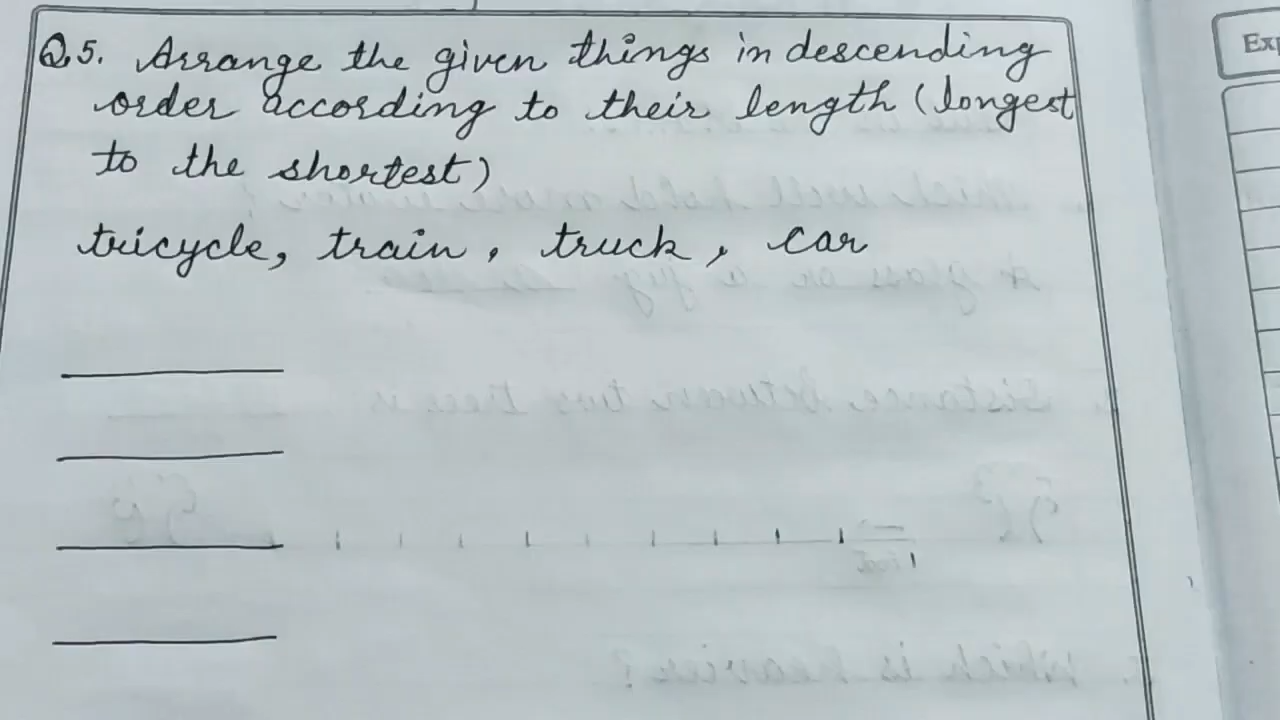 Q.5. Arrange the given things in descending
order according to their length (longest
to the shortest)
tricycle, train, truck, car
Exp